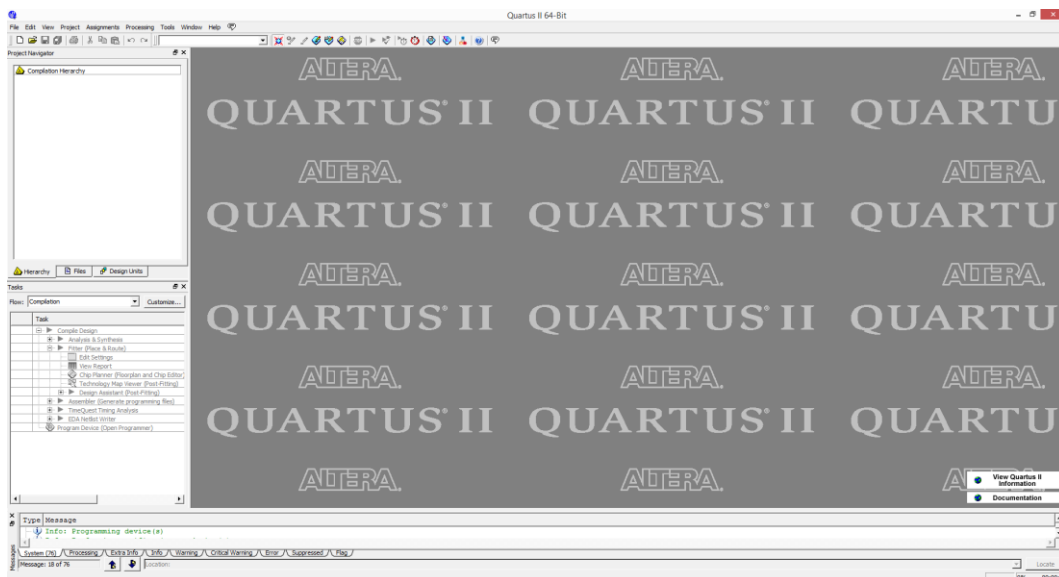 Quartus II 64-Bit
File Edit View Project Assignments Processing Tools Window Help
Project Navigator
Compilation Hierarchy
Hierarchy Files Design Units
Tasks
Flow: Compilation Customize...
Task
Compile Design
Analysis & Synthesis
Fitter (Place & Route)
Edit Settings
View Report
Chip Planner (Floorplan and Chip Editor)
Technology Map Viewer (Post-Fitting)
Design Assistant (Post-Fitting)
Assembler (Generate programming files)
TimeQuest Timing Analysis
EDA Netlist Writer
Program Device (Open Programmer)
ALTERA. ALTERA. ALTERA.
QUARTUS II QUARTUS II QUARTU
ALTERA. ALTERA. ALTERA.
QUARTUS II QUARTUS II QUARTU
ALTERA. ALTERA. ALTERA.
QUARTUS II QUARTUS II QUARTU
ALTERA. ALTERA. ALTERA.
QUARTUS II QUARTUS II QUARTU
ALTERA. ALTERA.
View Quartus II
Information
Documentation
Type Message
Info: Programming device(s)
System (76) Processing Extra Info Info Warning Critical Warning Error Suppressed Flag
Messages
Message: 18 of 76 Location: Locate